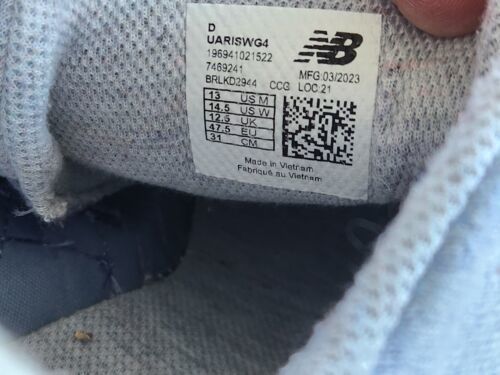 D
UARISWG4
196941021522
7469241 MFG:03/2023
BRLKD2944 CCG LOC:21
13 US M
14.5 US W
12.5 UK
47.5 EU
31 CM
NB
Made in Vietnam
Fabriqué au Vietnam